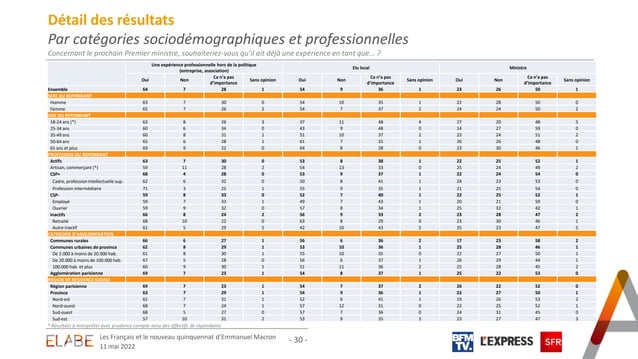 Détail des résultats
Par catégories sociodémographiques et professionnelles
Concernant le prochain Premier ministre, souhaiteriez-vous qu'il ait déjà une expérience en tant que... ?
Une expérience professionnelle hors de la politique (entreprise, association) Elu local Ministre
Oui Non Ca n'a pas d'importance Sans opinion Oui Non Ca n'a pas d'importance Sans opinion Oui Non Ca n'a pas d'importance Sans opinion
Ensemble 64 7 28 1 54 9 36 1 23 26 50 1
SEXE DU REPONDANT
Homme 63 7 30 0 54 10 35 1 22 28 50 0
Femme 65 7 26 2 54 7 37 2 24 24 50 2
AGE DU REPONDANT
18-24 ans (*) 63 8 26 3 37 11 48 4 27 20 48 5
25-34 ans 60 6 34 0 43 9 48 0 14 27 59 0
35-49 ans 60 8 31 1 51 10 37 2 23 24 51 2
50-64 ans 65 6 28 1 61 7 31 1 26 26 48 0
65 ans et plus 69 9 22 0 64 8 28 0 23 30 46 1
PROFESSION DU REPONDANT
Actifs 63 7 30 0 53 8 38 1 22 25 52 1
Artisan, commerçant (*) 59 11 28 2 54 13 33 0 25 24 49 2
CSP+ 68 4 28 0 53 9 37 1 22 24 54 0
Cadre, profession intellectuelle sup. 62 6 32 0 50 8 41 1 24 23 53 0
Profession intermédiaire 71 3 25 1 55 9 35 1 21 25 54 0
CSP- 59 8 33 0 52 7 40 1 22 25 52 1
Employé 59 7 33 1 49 7 43 1 20 21 59 0
Ouvrier 59 9 32 0 57 8 34 1 25 32 42 1
Inactifs 66 8 24 2 56 9 33 2 23 28 47 2
Retraité 68 10 22 0 63 8 29 0 23 30 46 1
Autre inactif 61 5 29 5 42 10 43 5 25 23 47 5
CATEGORIE D'AGGLOMERATION
Communes rurales 66 6 27 1 56 6 36 2 17 23 58 2
Communes urbaines de province 62 8 29 1 53 10 36 1 25 28 46 1
De 2.000 à moins de 20.000 hab. 61 8 30 1 55 10 35 0 22 27 50 1
De 20.000 à moins de 100.000 hab. 67 5 28 0 56 6 37 1 26 29 44 1
100.000 hab. et plus 60 9 30 1 51 11 36 2 25 28 45 2
Agglomération parisienne 69 7 23 1 54 8 37 1 25 22 53 0
REGION DE RESIDENCE (UDA5)
Région parisienne 69 7 23 1 54 7 37 2 26 22 52 0
Province 63 7 29 1 54 9 36 1 22 27 50 1
Nord-est 61 7 31 1 52 6 41 1 19 26 53 2
Nord-ouest 68 7 24 1 57 12 31 0 22 25 52 1
Sud-ouest 68 5 27 0 57 7 36 0 24 31 45 0
Sud-est 57 10 31 2 53 9 35 3 23 27 47 3
* Résultats à interpréter avec prudence compte-tenu des effectifs de répondants
ELABE
Les Français et le nouveau quinquennat d'Emmanuel Macron
11 mai 2022
- 30 -
BFM TV.
L'EXPRESS
SFR